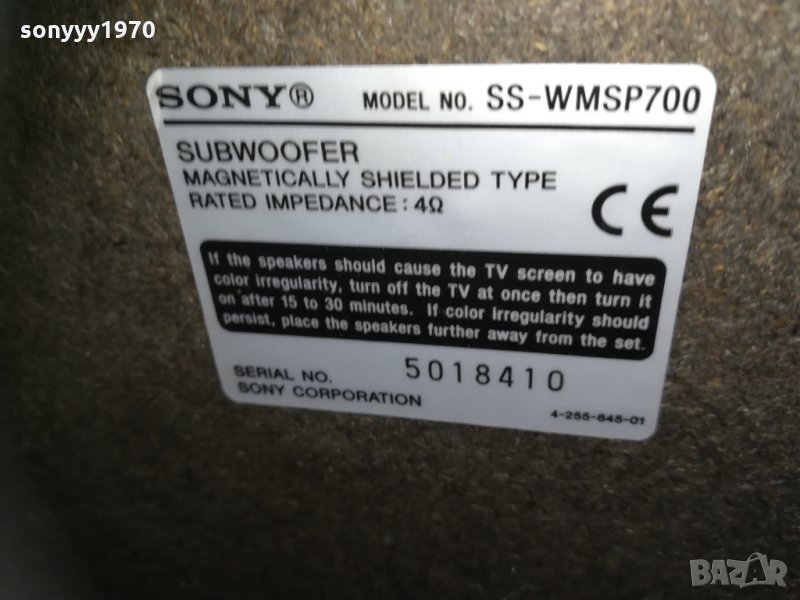 sonyyy1970
SONY® MODEL NO. SS-WMSP700
SUBWOOFER
MAGNETICALLY SHIELDED TYPE
RATED IMPEDANCE : 4Ω
CE
If the speakers should cause the TV screen to have
color irregularity, turn off the TV at once then turn it
on after 15 to 30 minutes. If color irregularity should
persist, place the speakers further away from the set.
SERIAL NO. 5018410
SONY CORPORATION
4-255-645-01
BAZAR